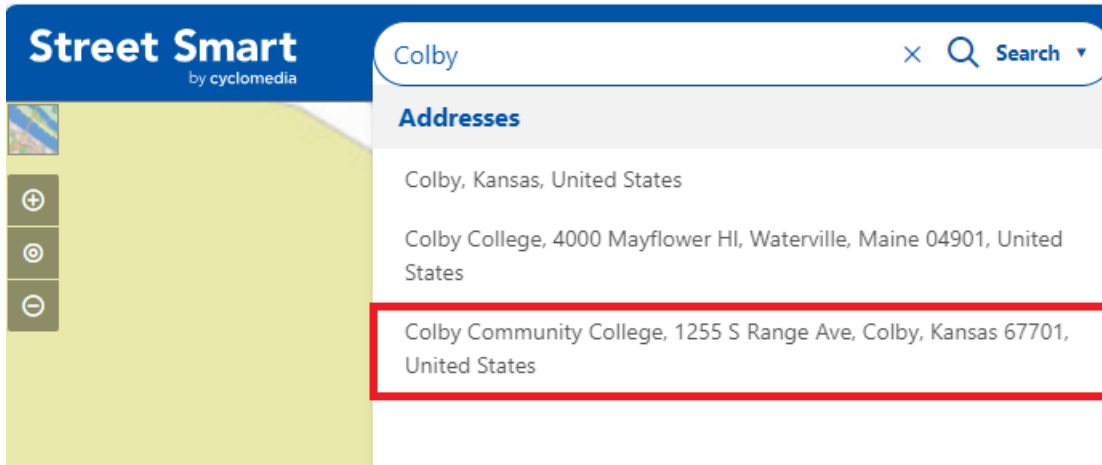 Street Smart
by cyclomedia
Colby
Search
Addresses
Colby, Kansas, United States
Colby College, 4000 Mayflower Hl, Waterville, Maine 04901, United
States
Colby Community College, 1255 S Range Ave, Colby, Kansas 67701,
United States